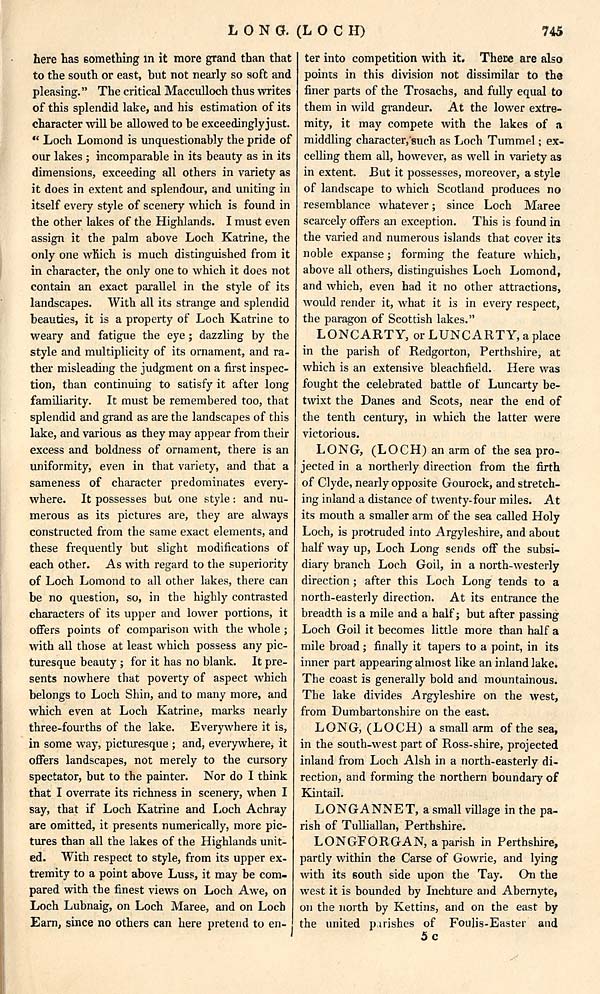 LONG. (LOCH)
745
here has something in it more grand than that
to the south or east, but not nearly so soft and
pleasing." The critical Macculloch thus writes
of this splendid lake, and his estimation of its
character will be allowed to be exceedingly just.
" Loch Lomond is unquestionably the pride of
our lakes ; incomparable in its beauty as in its
dimensions, exceeding all others in variety as
it does in extent and splendour, and uniting in
itself every style of scenery which is found in
the other lakes of the Highlands. I must even
assign it the palm above Loch Katrine, the
only one which is much distinguished from it
in character, the only one to which it does not
contain an exact parallel in the style of its
landscapes. With all its strange and splendid
beauties, it is a property of Loch Katrine to
weary and fatigue the eye ; dazzling by the
style and multiplicity of its ornament, and ra-
ther misleading the judgment on a first inspec-
tion, than continuing to satisfy it after long
familiarity. It must be remembered too, that
splendid and grand as are the landscapes of this
lake, and various as they may appear from their
excess and boldness of ornament, there is an
uniformity, even in that variety, and that a
sameness of character predominates every-
where. It possesses but one style : and nu-
merous as its pictures are, they are always
constructed from the same exact elements, and
these frequently but slight modifications of
each other. As with regard to the superiority
of Loch Lomond to all other lakes, there can
be no question, so, in the highly contrasted
characters of its upper and lower portions, it
offers points of comparison with the whole ;
with all those at least which possess any pic-
turesque beauty ; for it has no blank. It pre-
sents nowhere that poverty of aspect which
belongs to Loch Shin, and to many more, and
which even at Loch Katrine, marks nearly
three-fourths of the lake. Everywhere it is,
in some way, picturesque ; and, everywhere, it
offers landscapes, not merely to the cursory
spectator, but to the painter. Nor do I think
that I overrate its richness in scenery, when I
say, that if Loch Katrine and Loch Achray
are omitted, it presents numerically, more pic-
tures than all the lakes of the Highlands unit-
ed. With respect to style, from its upper ex-
tremity to a point above Luss, it may be com-
pared with the finest views on Loch Awe, on
Loch Lubnaig, on Loch Maree, and on Loch
Earn, since no others can here pretend to en-
ter into competition with it. There are also
points in this division not dissimilar to the
finer parts of the Trosachs, and fully equal to
them in wild grandeur. At the lower extre-
mity, it may compete with the lakes of a
middling character, such as Loch Tummel ; ex-
celling them all, however, as well in variety as
in extent. But it possesses, moreover, a style
of landscape to which Scotland produces no
resemblance whatever ; since Loch Maree
scarcely offers an exception. This is found in
the varied and numerous islands that cover its
noble expanse ; forming the feature which,
above all others, distinguishes Loch Lomond,
and which, even had it no other attractions,
would render it, what it is in every respect,
the paragon of Scottish lakes."
LONCARTY, or LUNCARTY, a place
in the parish of Redgorton, Perthshire, at
which is an extensive bleachfield. Here was
fought the celebrated battle of Luncarty be-
twixt the Danes and Scots, near the end of
the tenth century, in which the latter were
victorious.
LONG, (LOCH) an arm of the sea pro-
jected in a northerly direction from the firth
of Clyde, nearly opposite Gourock, and stretch-
ing inland a distance of twenty-four miles. At
its mouth a smaller arm of the sea called Holy
Loch, is protruded into Argyleshire, and about
half way up, Loch Long sends off the subsi-
diary branch Loch Goil, in a north-westerly
direction ; after this Loch Long tends to a
north-easterly direction. At its entrance the
breadth is a mile and a half ; but after passing
Loch Goil it becomes little more than half a
mile broad ; finally it tapers to a point, in its
inner part appearing almost like an inland lake.
The coast is generally bold and mountainous.
The lake divides Argyleshire on the west,
from Dumbartonshire on the east.
LONG, (LOCH) a small arm of the sea,
in the south-west part of Ross-shire, projected
inland from Loch Alsh in a north-easterly di-
rection, and forming the northern boundary of
Kintail.
LONGANNET, a small village in the pa-
rish of Tulliallan, Perthshire.
LONGFORGAN, a parish in Perthshire,
partly within the Carse of Gowrie, and lying
with its south side upon the Tay. On the
west it is bounded by Inchture and Abernyte,
on the north by Kettins, and on the east by
the united parishes of Foulis-Easter and
5 c